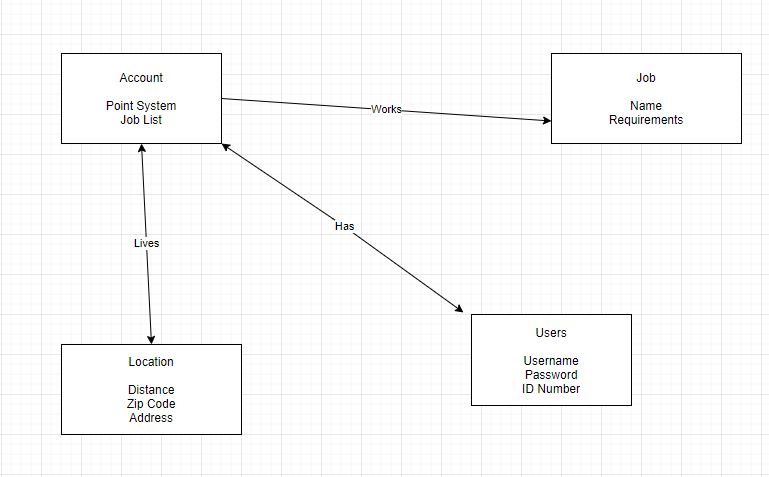 Account
Point System
Job List
Works
Job
Name
Requirements
Lives
Has
Location
Distance
Zip Code
Address
Users
Username
Password
ID Number